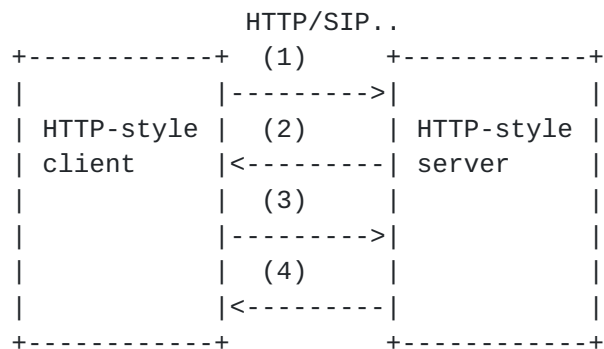 HTTP/SIP..
+------------+  (1)     +------------+
|            |--------->|            |
| HTTP-style |  (2)     | HTTP-style |
| client     |<---------| server     |
|            |  (3)     |            |
|            |--------->|            |
|            |  (4)     |            |
|            |<---------|            |
+------------+          +------------+